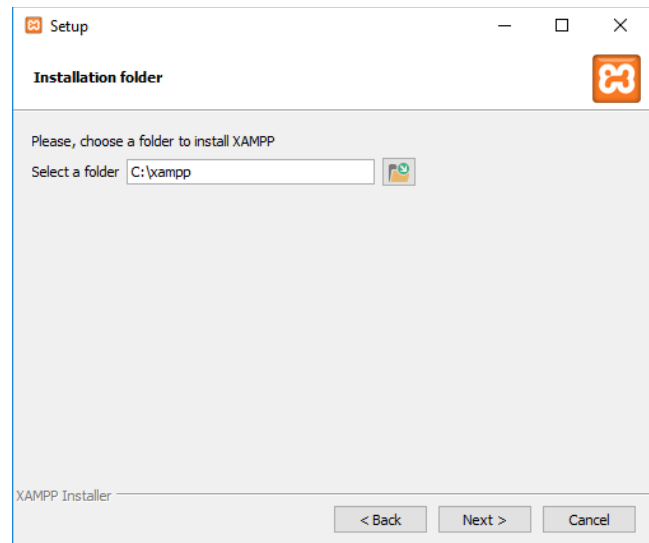 Setup
Installation folder
Please, choose a folder to install XAMPP
Select a folder C:\xampp
XAMPP Installer
< Back Next > Cancel